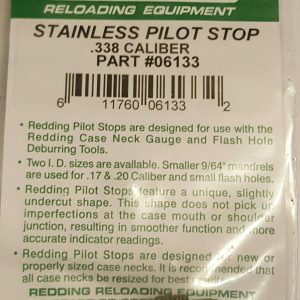 RELOADING EQUIPMENT
STAINLESS PILOT STOP
.338 CALIBER
PART #06133
6 11760 06133 2
• Redding Pilot Stops are designed for use with the
Redding Case Neck Gauge and Flash Hole
Deburring Tools.
• Two I. D. sizes are available. Smaller 9/64" mandrels
are used for .17 & .20 Caliber and small flash holes.
• Redding Pilot Stops feature a unique, slightly
undercut shape. This shape does not pick up
imperfections at the case mouth or shoulder
junction, resulting in smoother function and more
accurate indicator readings.
• Redding Pilot Stops are designed for new or
properly sized case necks. It is recommended that
all case necks be resized for best
REDDING RELOADING EQUIPMENT